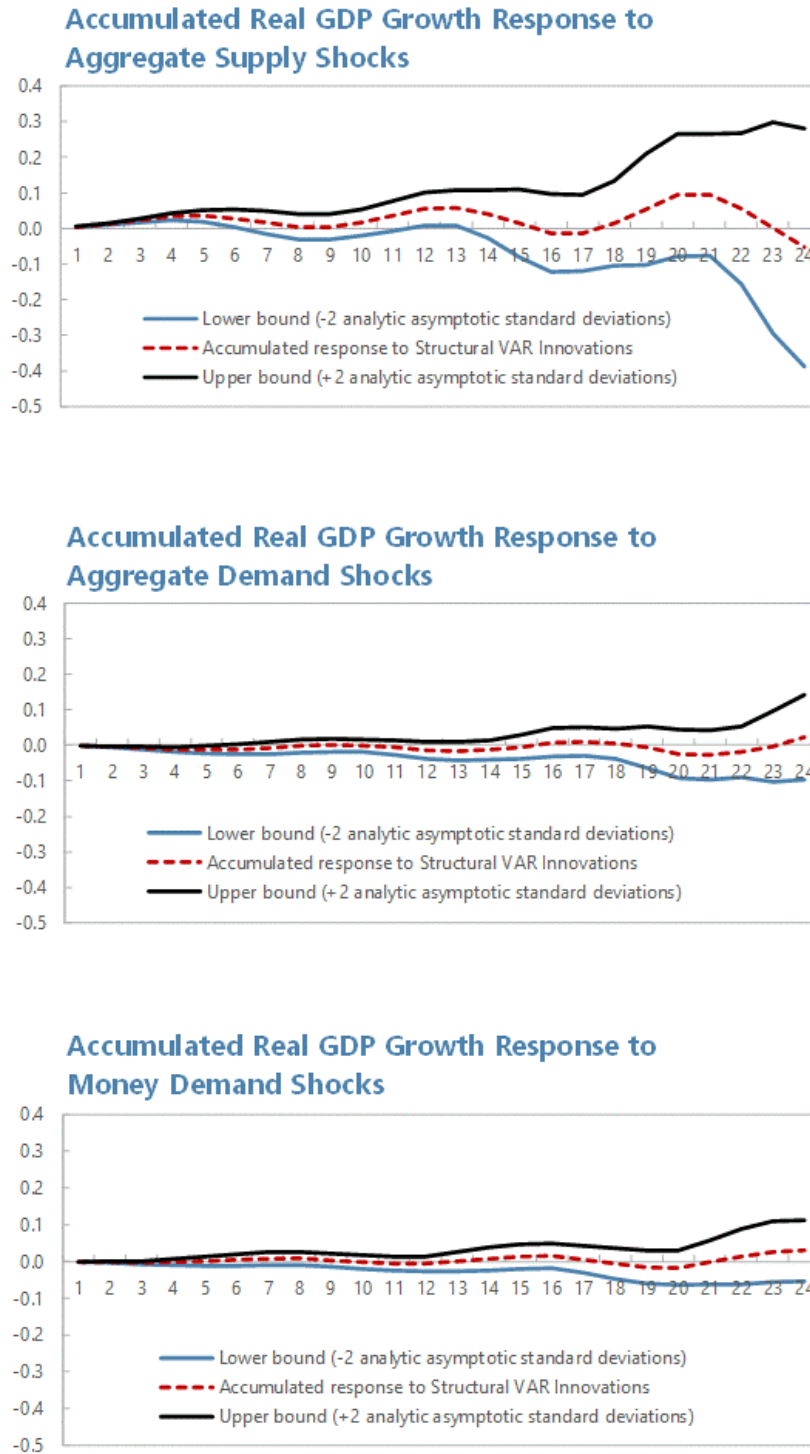 Accumulated Real GDP Growth Response to
Aggregate Supply Shocks
0.4
0.3
0.2
0.1
0.0
1 2 3 4 5 6 7 8 9 10 11 12 13 14 15 16 17 18 19 20 21 22 23 24
-0.1
-0.2
Lower bound (-2 analytic asymptotic standard deviations)
-0.3
Accumulated response to Structural VAR Innovations
-0.4
Upper bound (+2 analytic asymptotic standard deviations)
-0.5
Accumulated Real GDP Growth Response to
Aggregate Demand Shocks
0.4
0.3
0.2
0.1
0.0
1 2 3 4 5 6 7 8 9 10 11 12 13 14 15 16 17 18 19 20 21 22 23 24
-0.1
-0.2
Lower bound (-2 analytic asymptotic standard deviations)
-0.3
Accumulated response to Structural VAR Innovations
-0.4
Upper bound (+2 analytic asymptotic standard deviations)
-0.5
Accumulated Real GDP Growth Response to
Money Demand Shocks
0.4
0.3
0.2
0.1
0.0
1 2 3 4 5 6 7 8 9 10 11 12 13 14 15 16 17 18 19 20 21 22 23 24
-0.1
-0.2
Lower bound (-2 analytic asymptotic standard deviations)
-0.3
Accumulated response to Structural VAR Innovations
-0.4
Upper bound (+2 analytic asymptotic standard deviations)
-0.5